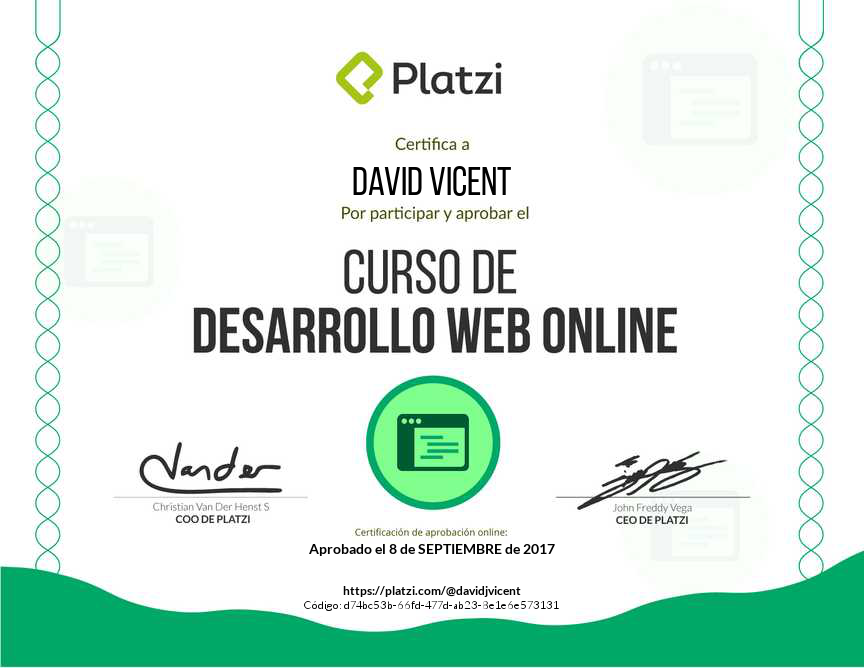 Platzi
Certifica a
DAVID VICENT
Por participar y aprobar el
CURSO DE
DESARROLLO WEB ONLINE
Vander
Christian Van Der Henst S
COO DE PLATZI
John Freddy Vega
CEO DE PLATZI
Certificación de aprobación online:
Aprobado el 8 de SEPTIEMBRE de 2017
https://platzi.com/@davidjvicent
Código: d74bc53b-66fd-477d-ab23-8e1e6e573131